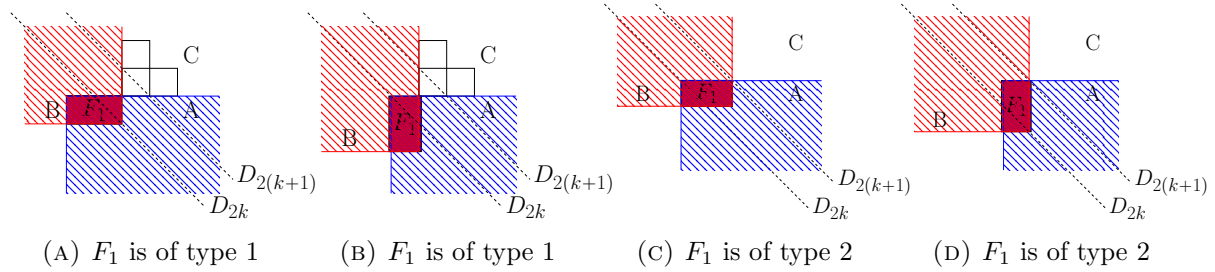 C
B F₁ A
D₂₍ₖ₊₁₎
D₂ₖ
(A) F₁ is of type 1
C
A
F₁
B
D₂₍ₖ₊₁₎
D₂ₖ
(B) F₁ is of type 1
C
B F₁ A
D₂₍ₖ₊₁₎
D₂ₖ
(C) F₁ is of type 2
C
A
F₁
B
D₂₍ₖ₊₁₎
D₂ₖ
(D) F₁ is of type 2